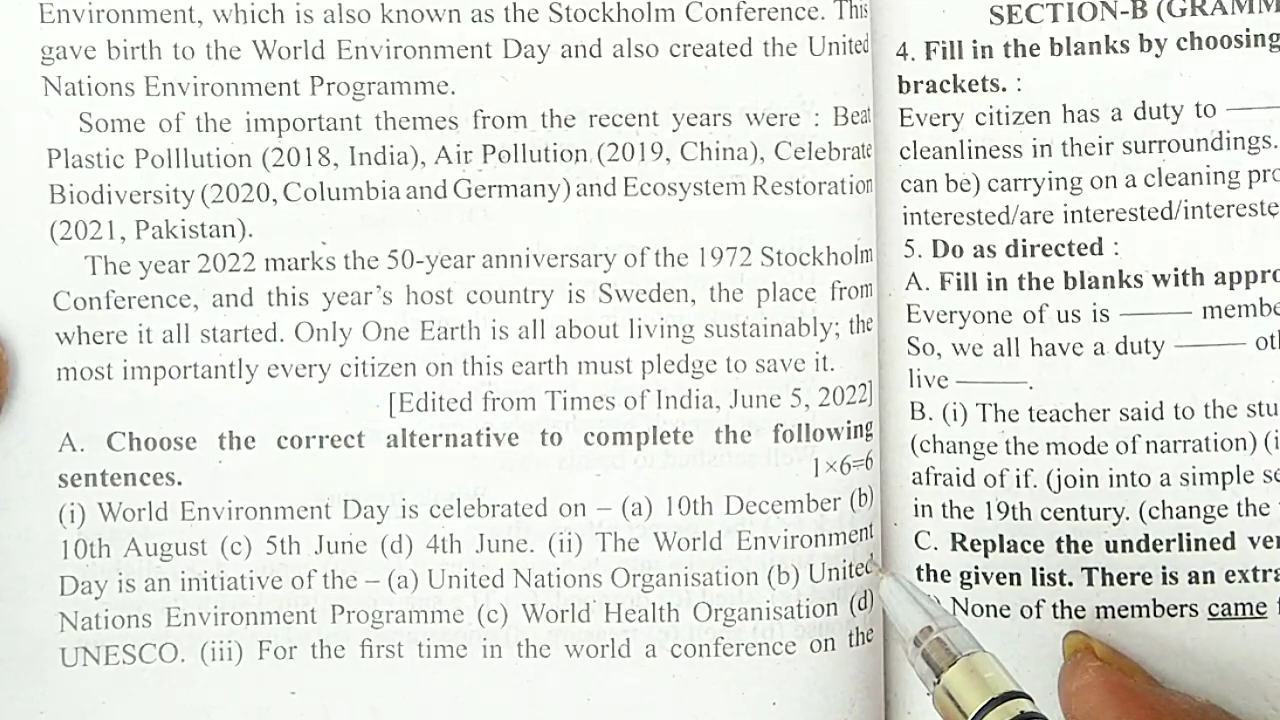 Environment, which is also known as the Stockholm Conference. This
gave birth to the World Environment Day and also created the United
Nations Environment Programme.
Some of the important themes from the recent years were : Beat
Plastic Polllution (2018, India), Air Pollution (2019, China), Celebrate
Biodiversity (2020, Columbia and Germany) and Ecosystem Restoration
(2021, Pakistan).
The year 2022 marks the 50-year anniversary of the 1972 Stockholm
Conference, and this year's host country is Sweden, the place from
where it all started. Only One Earth is all about living sustainably; the
most importantly every citizen on this earth must pledge to save it.
[Edited from Times of India, June 5, 2022]
A. Choose the correct alternative to complete the following
sentences. 1×6=6
(i) World Environment Day is celebrated on – (a) 10th December (b)
10th August (c) 5th June (d) 4th June. (ii) The World Environment
Day is an initiative of the – (a) United Nations Organisation (b) United
Nations Environment Programme (c) World Health Organisation (d)
UNESCO. (iii) For the first time in the world a conference on the
SECTION-B (GRAMM
4. Fill in the blanks by choosing
brackets. :
Every citizen has a duty to ——
cleanliness in their surroundings.
can be) carrying on a cleaning pro
interested/are interested/intereste
5. Do as directed :
A. Fill in the blanks with appro
Everyone of us is —— membe
So, we all have a duty —— oth
live ——.
B. (i) The teacher said to the stu
(change the mode of narration) (i
afraid of if. (join into a simple se
in the 19th century. (change the
C. Replace the underlined ver
the given list. There is an extra
None of the members came